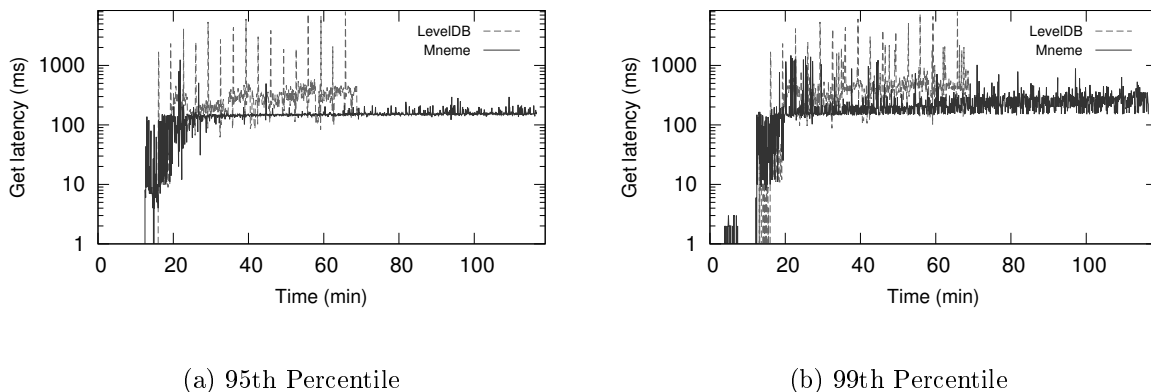 LevelDB
Mneme
1000
100
10
1
Get latency (ms)
0 20 40 60 80 100
Time (min)
(a) 95th Percentile
LevelDB
Mneme
1000
100
10
1
Get latency (ms)
0 20 40 60 80 100
Time (min)
(b) 99th Percentile